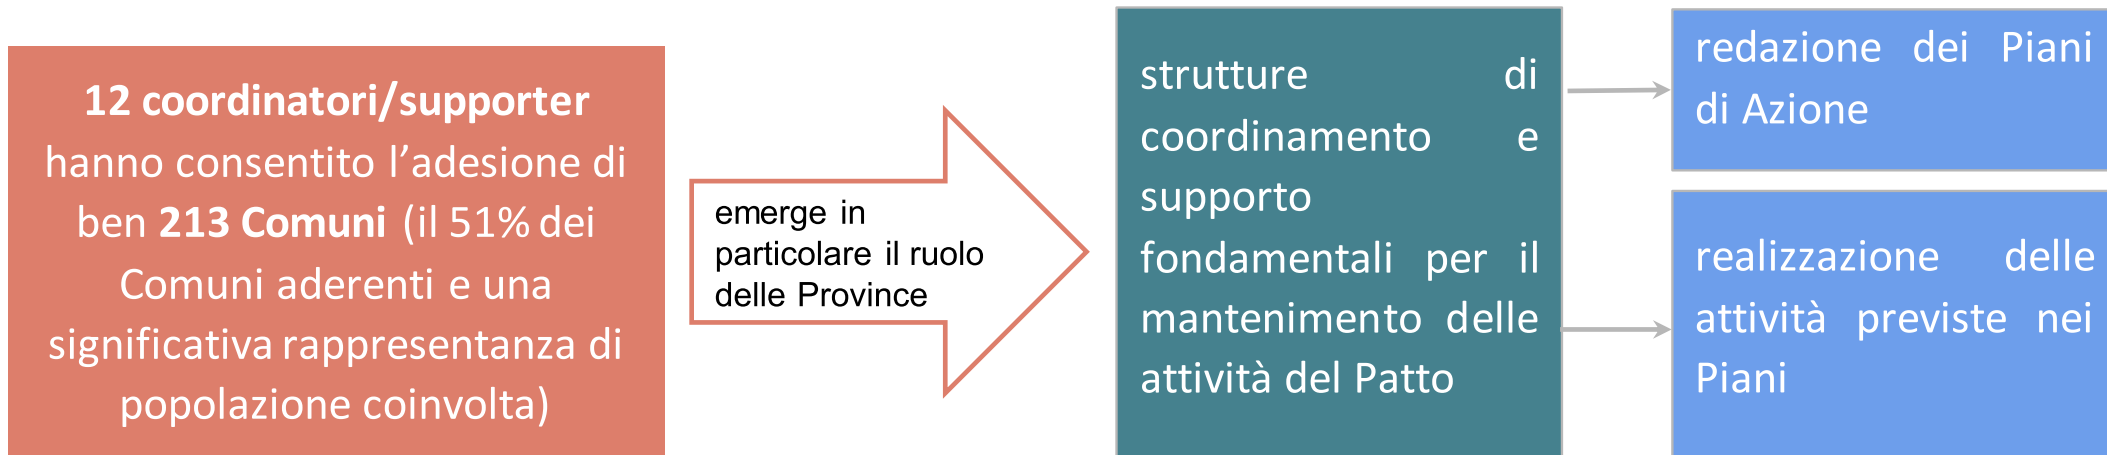 12 coordinatori/supporter
hanno consentito l’adesione di
ben 213 Comuni (il 51% dei
Comuni aderenti e una
significativa rappresentanza di
popolazione coinvolta)
emerge in
particolare il ruolo
delle Province
strutture di
coordinamento e
supporto
fondamentali per il
mantenimento delle
attività del Patto
redazione dei Piani
di Azione
realizzazione delle
attività previste nei
Piani